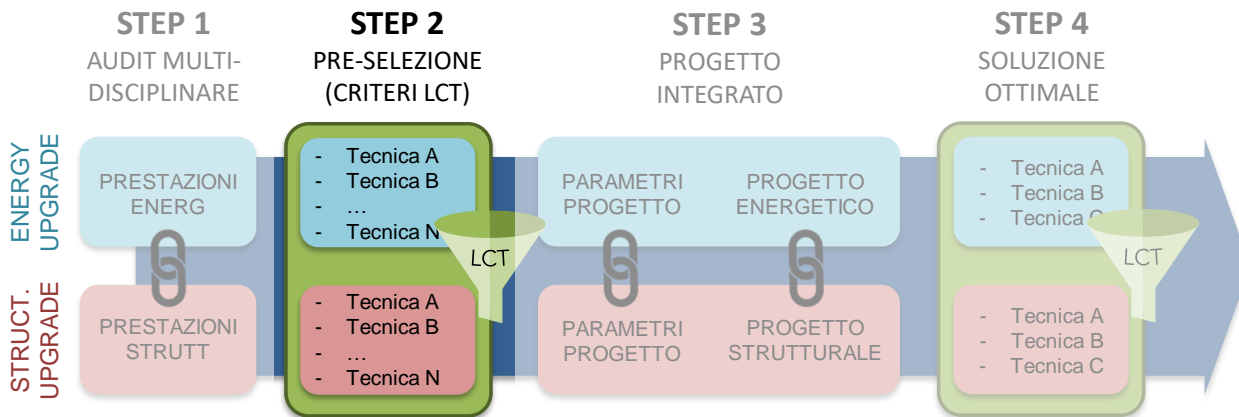 STEP 1
AUDIT MULTI-
DISCIPLINARE
STEP 2
PRE-SELEZIONE
(CRITERI LCT)
STEP 3
PROGETTO
INTEGRATO
STEP 4
SOLUZIONE
OTTIMALE
ENERGY
UPGRADE
PRESTAZIONI
ENERG
- Tecnica A
- Tecnica B
- ...
- Tecnica N
LCT
PARAMETRI
PROGETTO
PROGETTO
ENERGETICO
- Tecnica A
- Tecnica B
- Tecnica C
LCT
STRUCT.
UPGRADE
PRESTAZIONI
STRUTT
- Tecnica A
- Tecnica B
- ...
- Tecnica N
PARAMETRI
PROGETTO
PROGETTO
STRUTTURALE
- Tecnica A
- Tecnica B
- Tecnica C